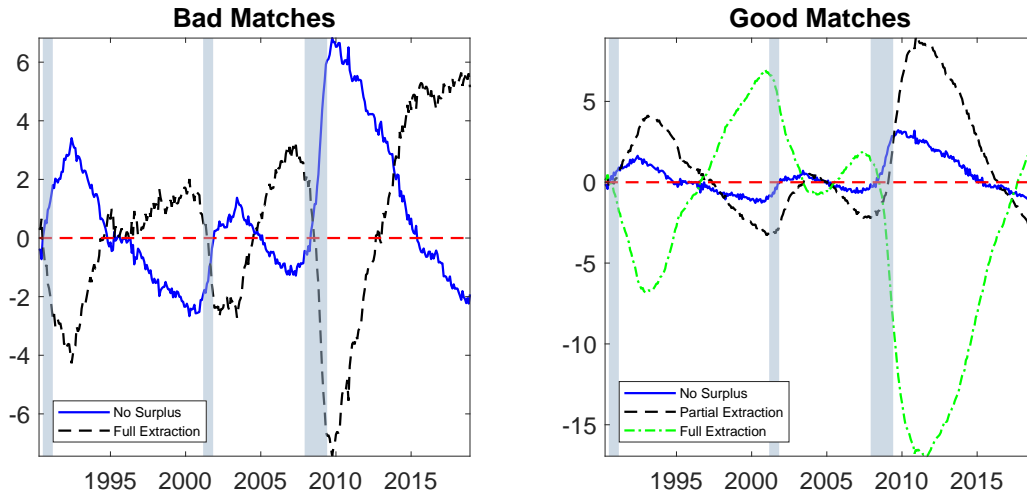 Bad Matches
6
4
2
0
-2
-4
-6
No Surplus
Full Extraction
1995 2000 2005 2010 2015
Good Matches
5
0
-5
-10
-15
No Surplus
Partial Extraction
Full Extraction
1995 2000 2005 2010 2015